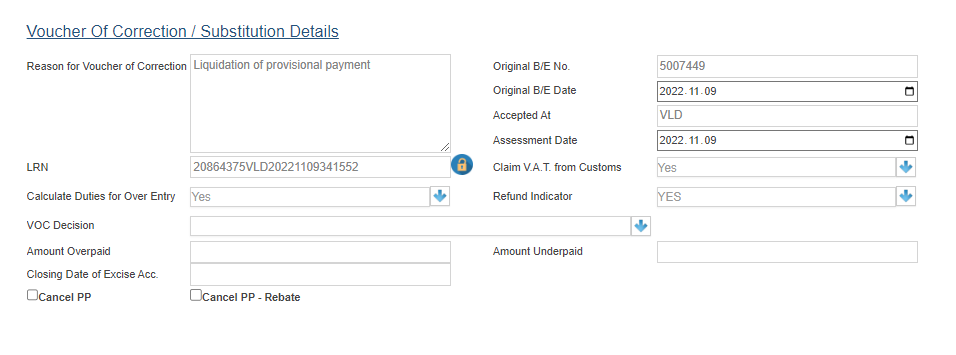 Voucher Of Correction / Substitution Details
Reason for Voucher of Correction Liquidation of provisional payment Original B/E No. 5007449
Original B/E Date 2022.11.09
Accepted At VLD
Assessment Date 2022.11.09
LRN 20864375VLD20221109341552 Claim V.A.T. from Customs Yes
Calculate Duties for Over Entry Yes Refund Indicator YES
VOC Decision
Amount Overpaid Amount Underpaid
Closing Date of Excise Acc.
Cancel PP Cancel PP - Rebate